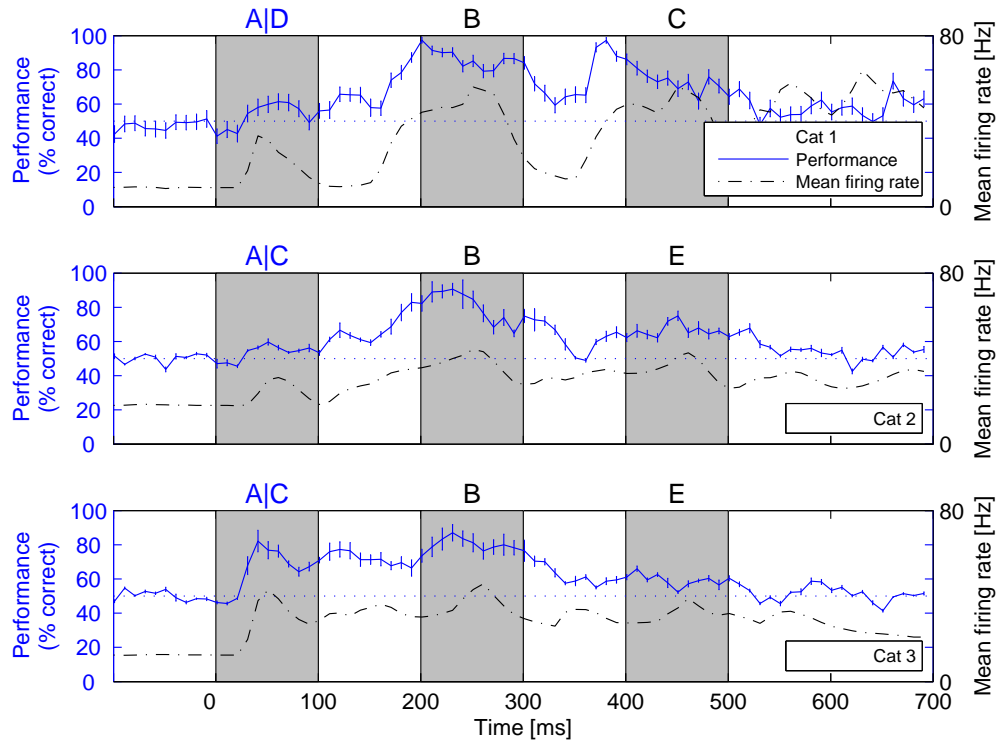 A|D B C
100
80
60
40
20
0
Performance
(% correct)
80
0
Mean firing rate [Hz]
Cat 1
Performance
Mean firing rate
A|C B E
100
80
60
40
20
0
Performance
(% correct)
80
0
Mean firing rate [Hz]
Cat 2
A|C B E
100
80
60
40
20
0
Performance
(% correct)
80
0
Mean firing rate [Hz]
Cat 3
0 100 200 300 400 500 600 700
Time [ms]